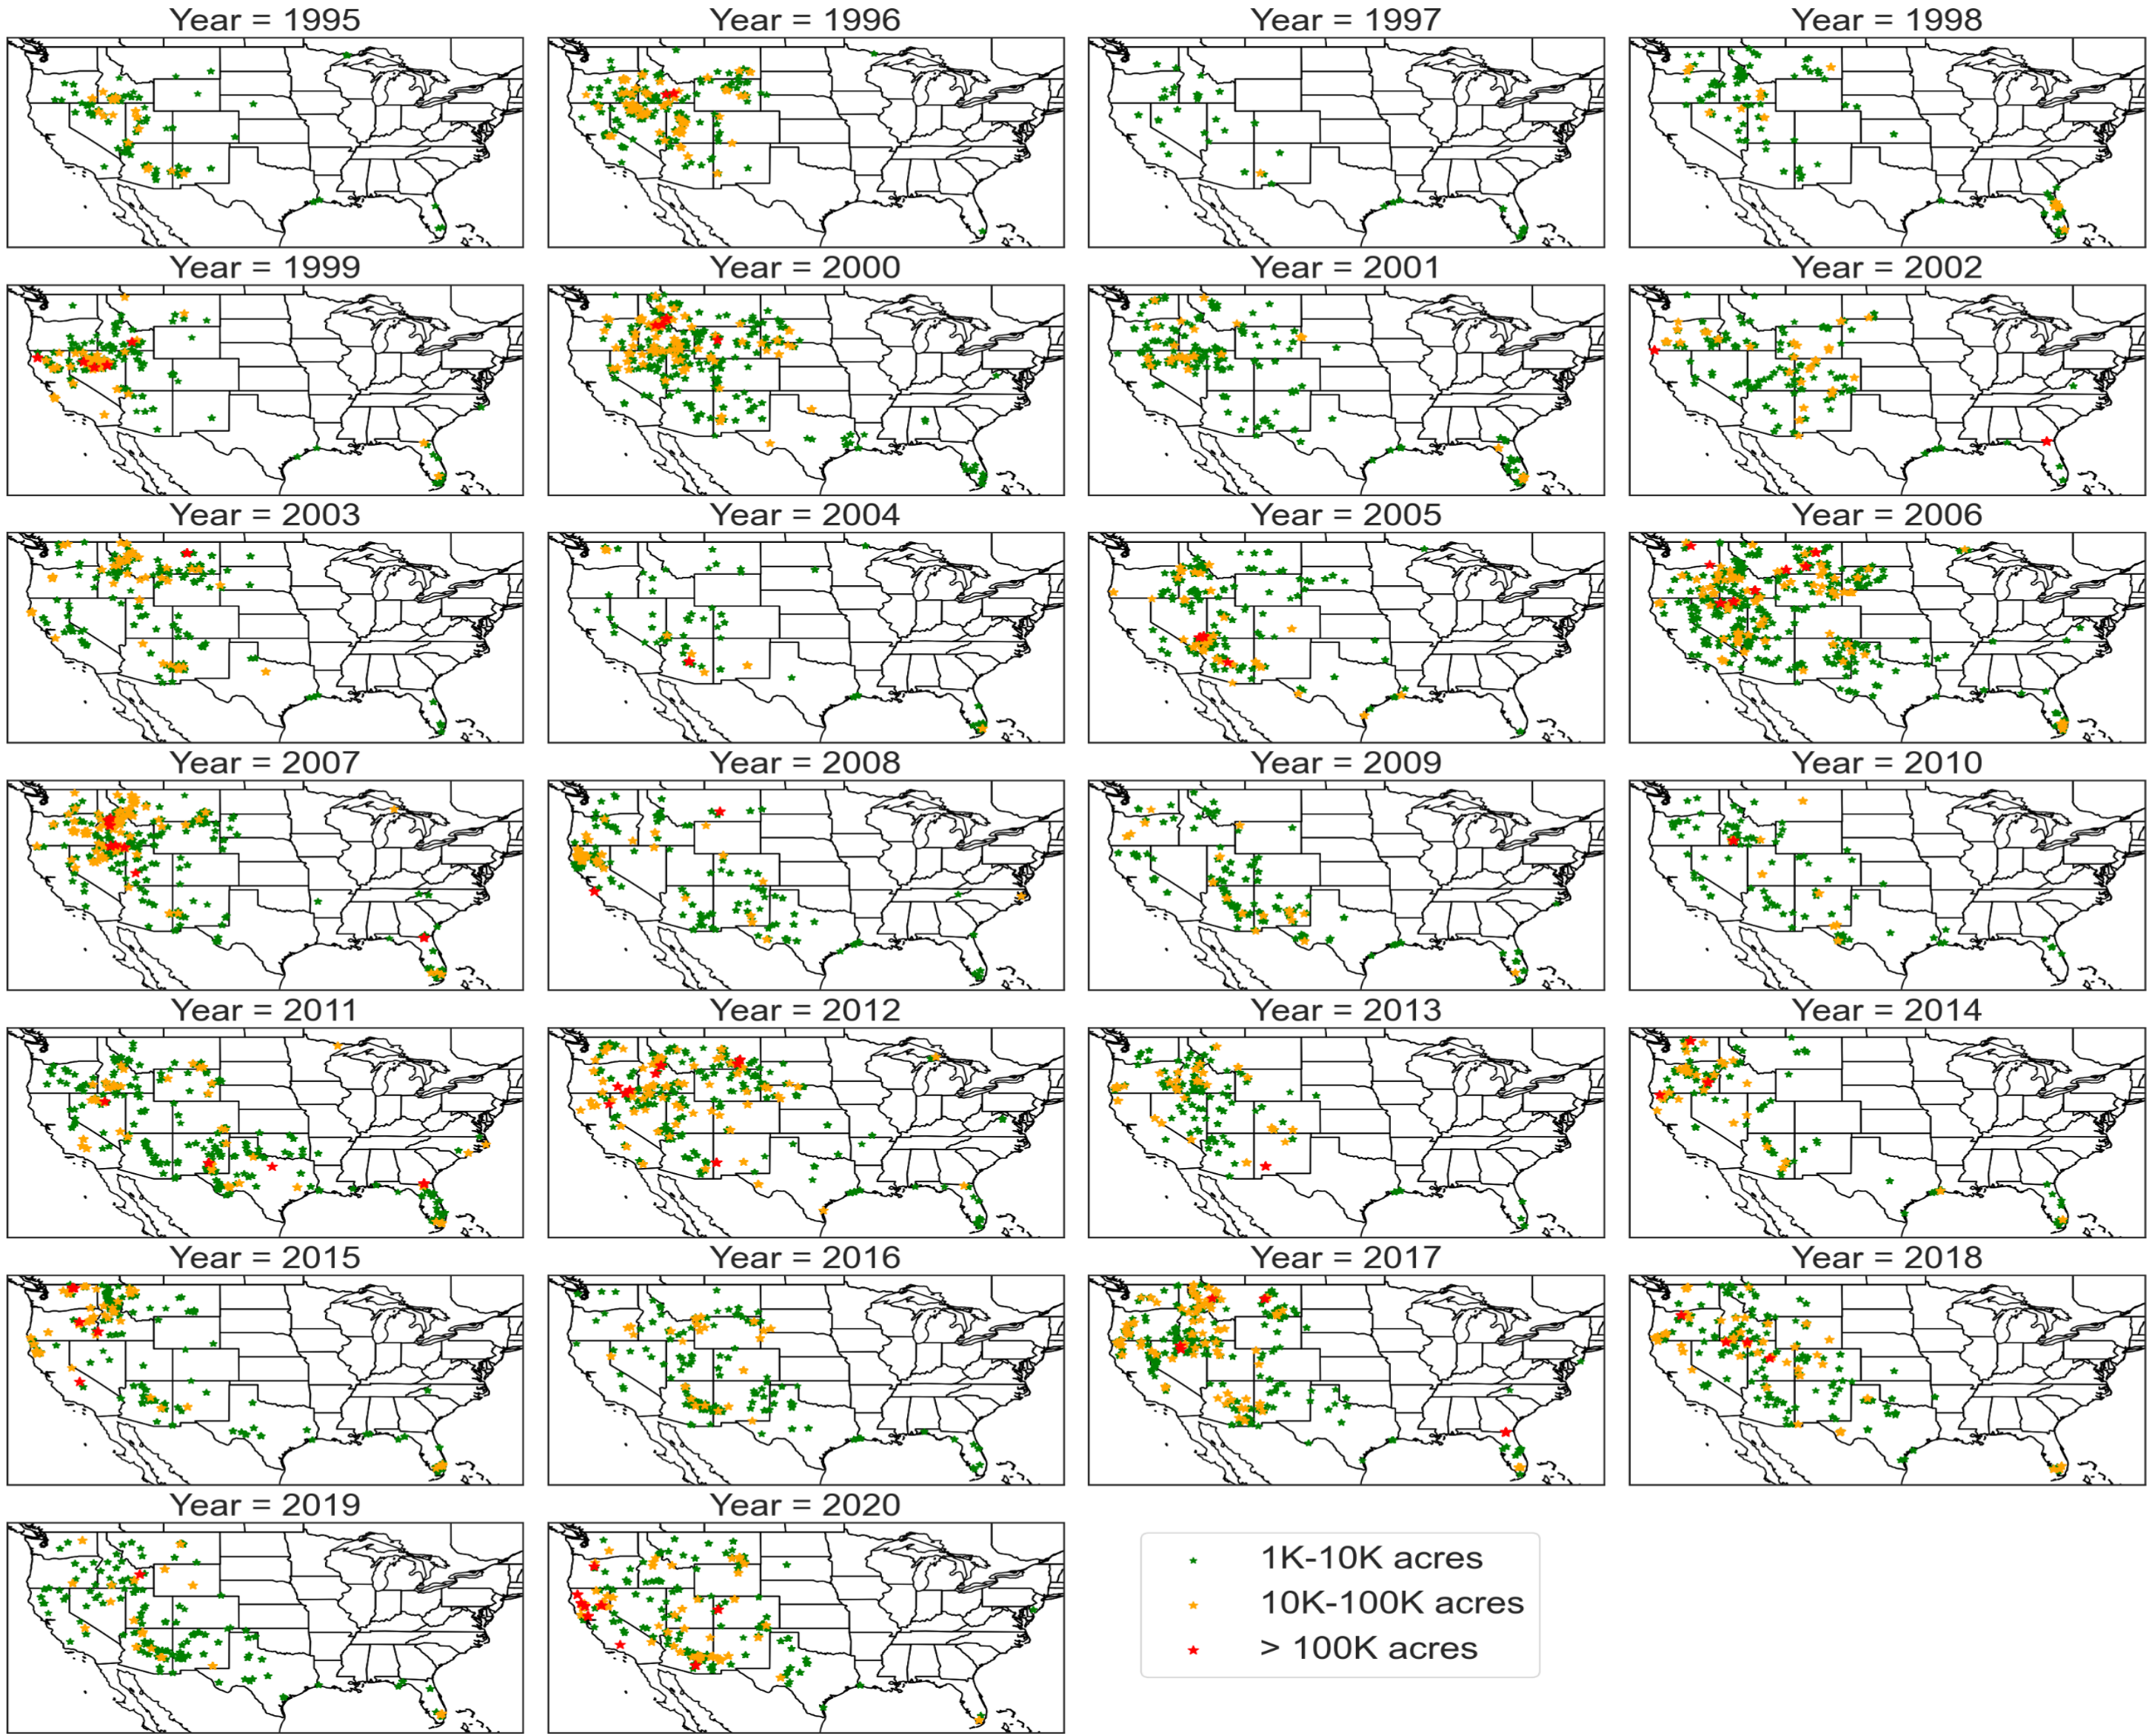 Year = 1995
Year = 1996
Year = 1997
Year = 1998
Year = 1999
Year = 2000
Year = 2001
Year = 2002
Year = 2003
Year = 2004
Year = 2005
Year = 2006
Year = 2007
Year = 2008
Year = 2009
Year = 2010
Year = 2011
Year = 2012
Year = 2013
Year = 2014
Year = 2015
Year = 2016
Year = 2017
Year = 2018
Year = 2019
Year = 2020
1K-10K acres
10K-100K acres
> 100K acres